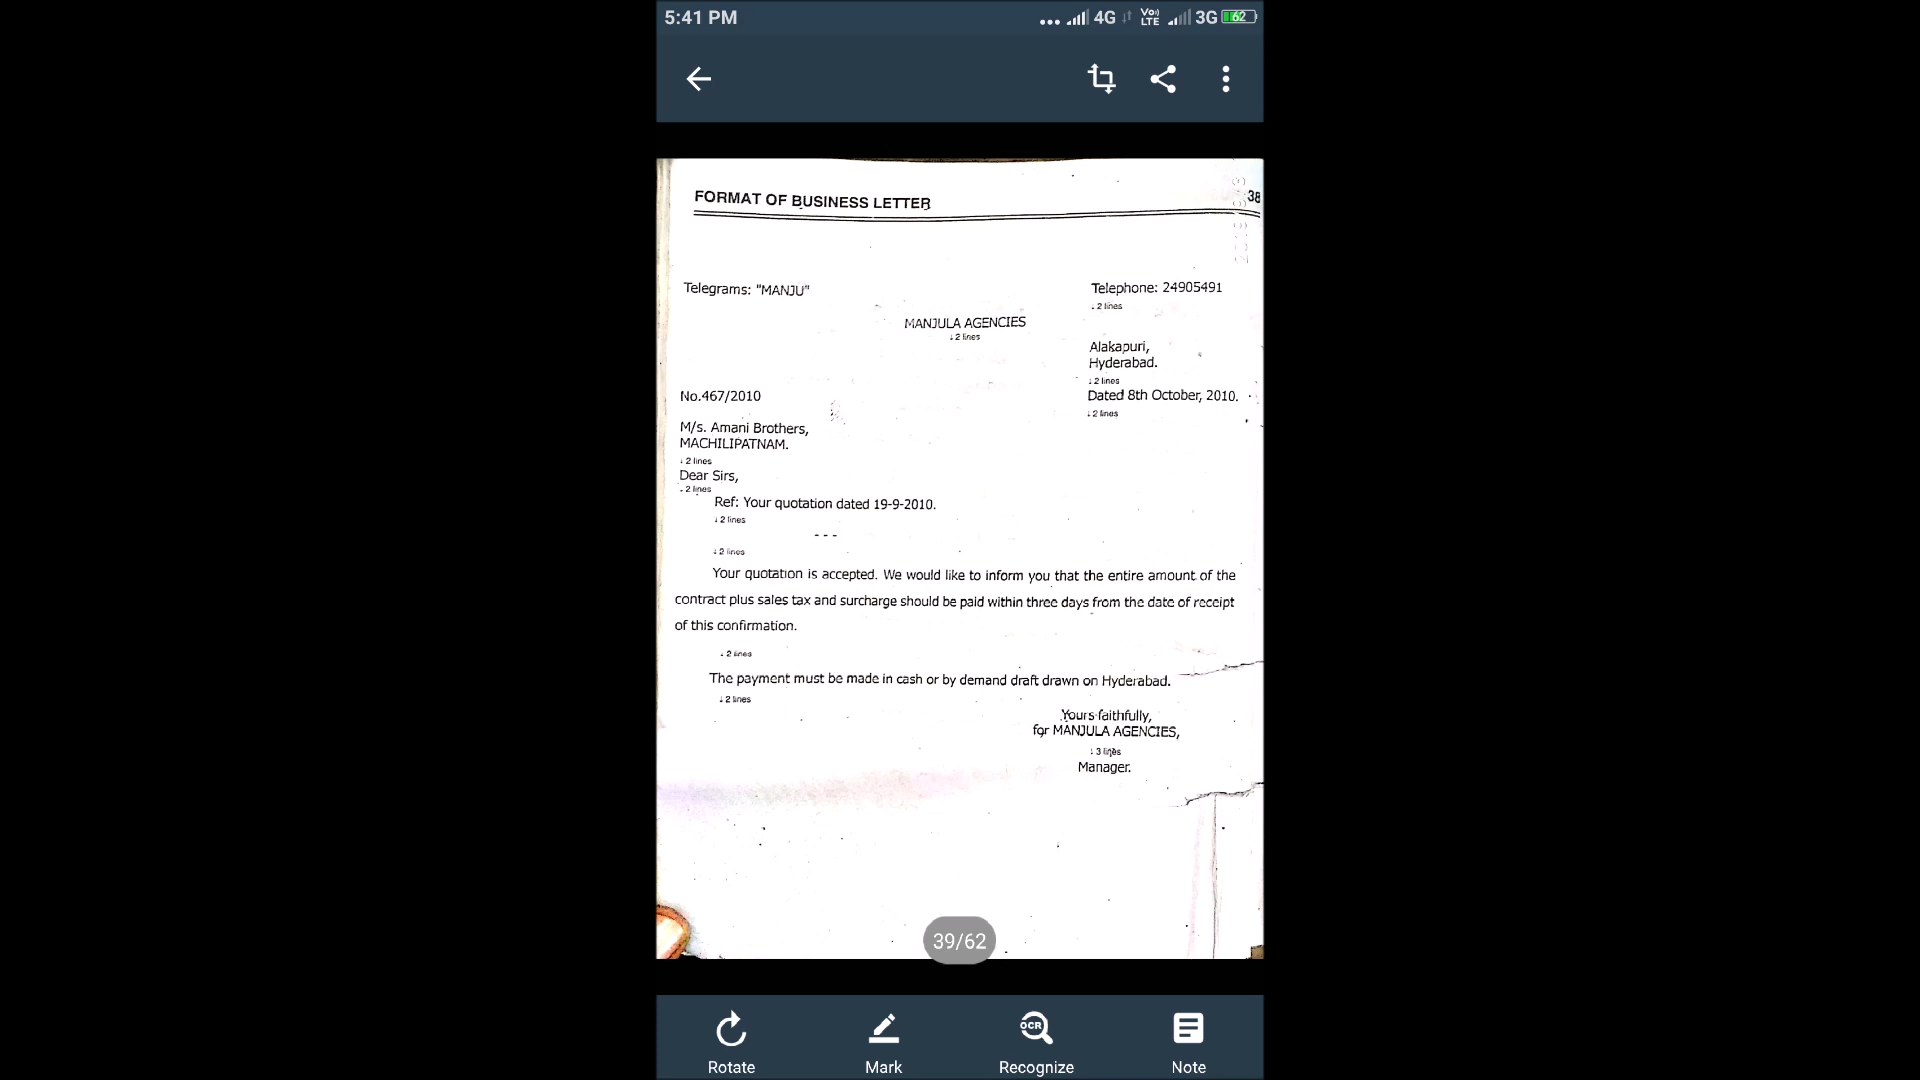 5:41 PM
4G Vo) LTE 3G 62
FORMAT OF BUSINESS LETTER 38
Telegrams: "MANJU" Telephone: 24905491
↓ 2 lines
MANJULA AGENCIES
↓ 2 lines
Alakapuri,
Hyderabad.
↓ 2 lines
No.467/2010 Dated 8th October, 2010.
↓ 2 lines
M/s. Amani Brothers,
MACHILIPATNAM.
↓ 2 lines
Dear Sirs,
↓ 2 lines
Ref: Your quotation dated 19-9-2010.
↓ 2 lines
- - -
↓ 2 lines
Your quotation is accepted. We would like to inform you that the entire amount of the
contract plus sales tax and surcharge should be paid within three days from the date of receipt
of this confirmation.
↓ 2 lines
The payment must be made in cash or by demand draft drawn on Hyderabad.
↓ 2 lines
Yours faithfully,
for MANJULA AGENCIES,
↓ 3 lines
Manager.
39/62
OCR
Rotate Mark Recognize Note